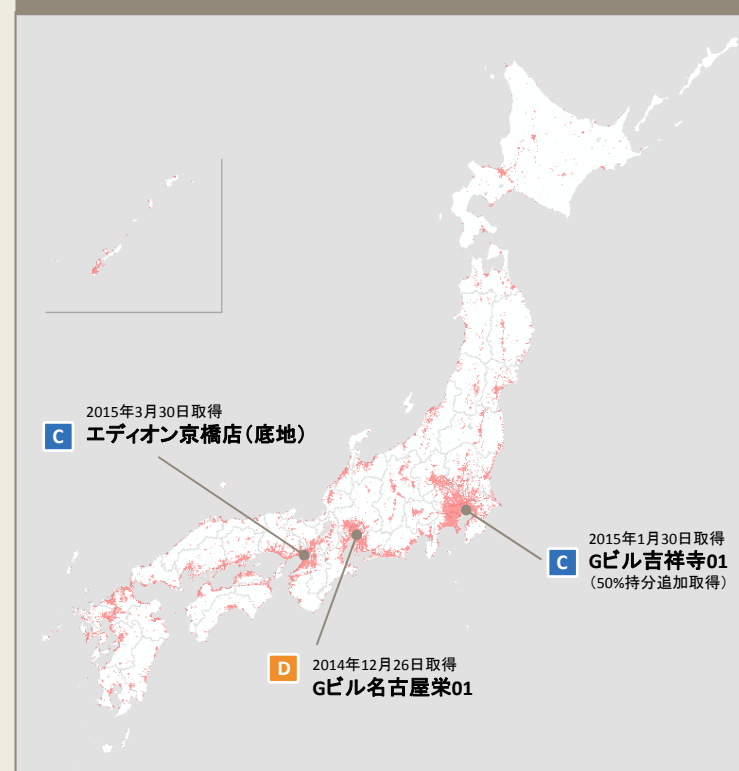 2015年3月30日取得
C エディオン京橋店（底地）
2015年1月30日取得
C Gビル吉祥寺01
（50%持分追加取得）
D 2014年12月26日取得
Gビル名古屋栄01